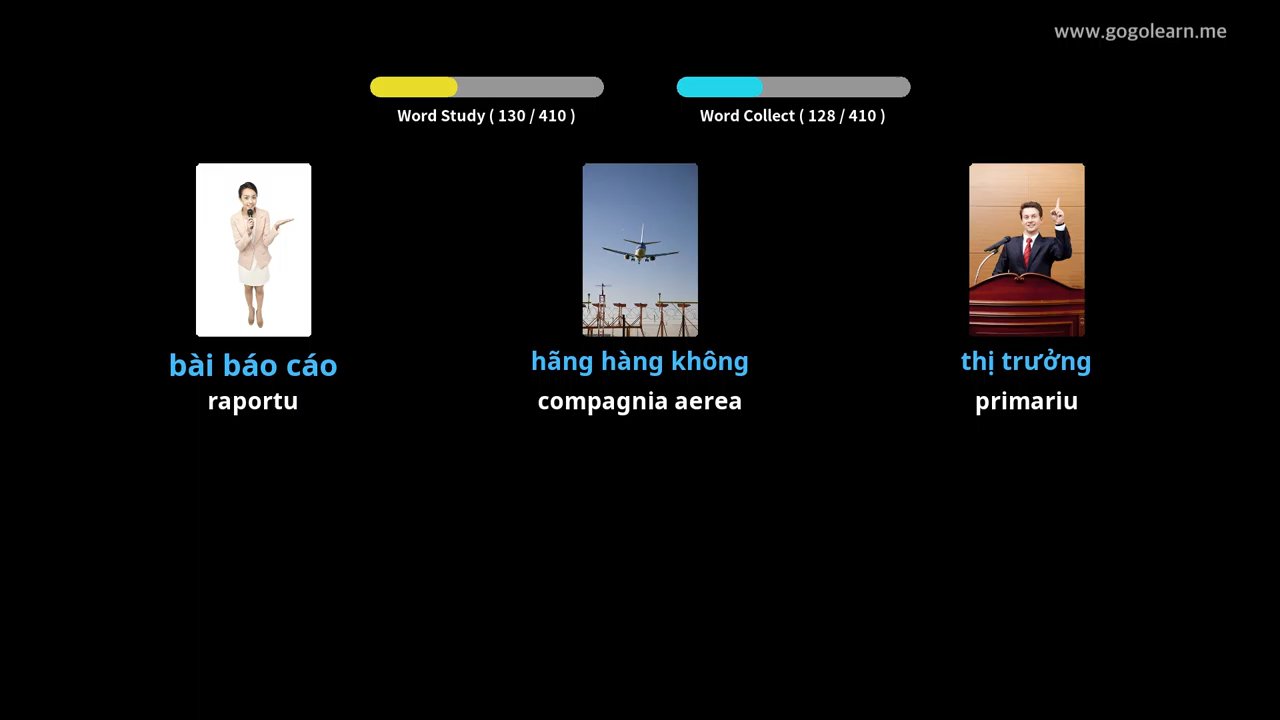 www.gogolearn.me
Word Study ( 130 / 410 )
Word Collect ( 128 / 410 )
bài báo cáo
raportu
hãng hàng không
compagnia aerea
thị trưởng
primariu